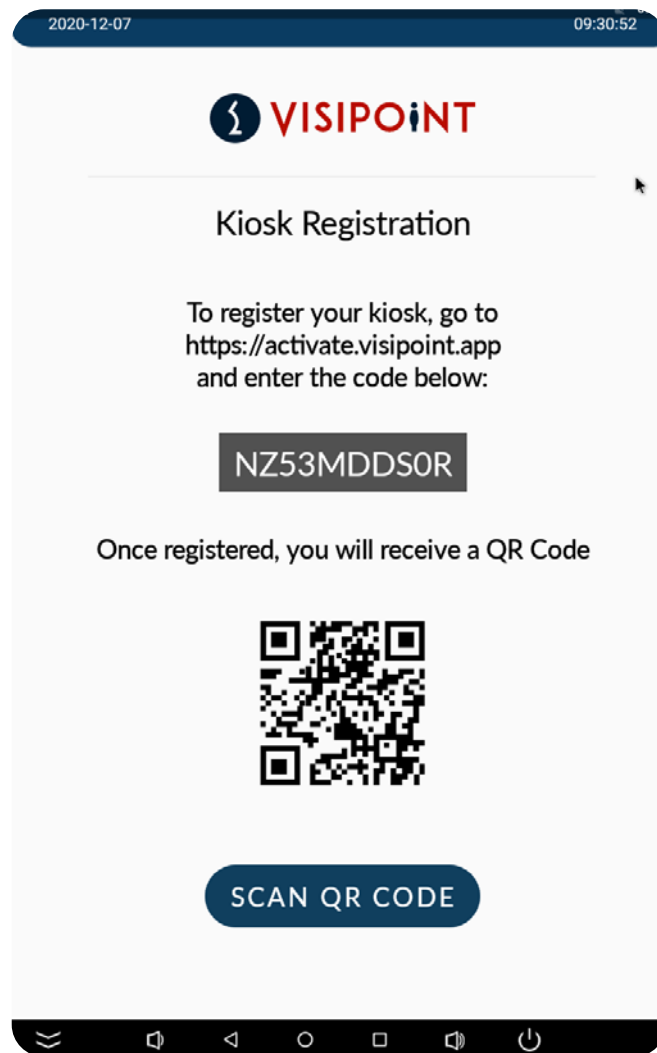 2020-12-07 09:30:52
VISIPOiNT
Kiosk Registration
To register your kiosk, go to
https://activate.visipoint.app
and enter the code below:
NZ53MDDS0R
Once registered, you will receive a QR Code
SCAN QR CODE